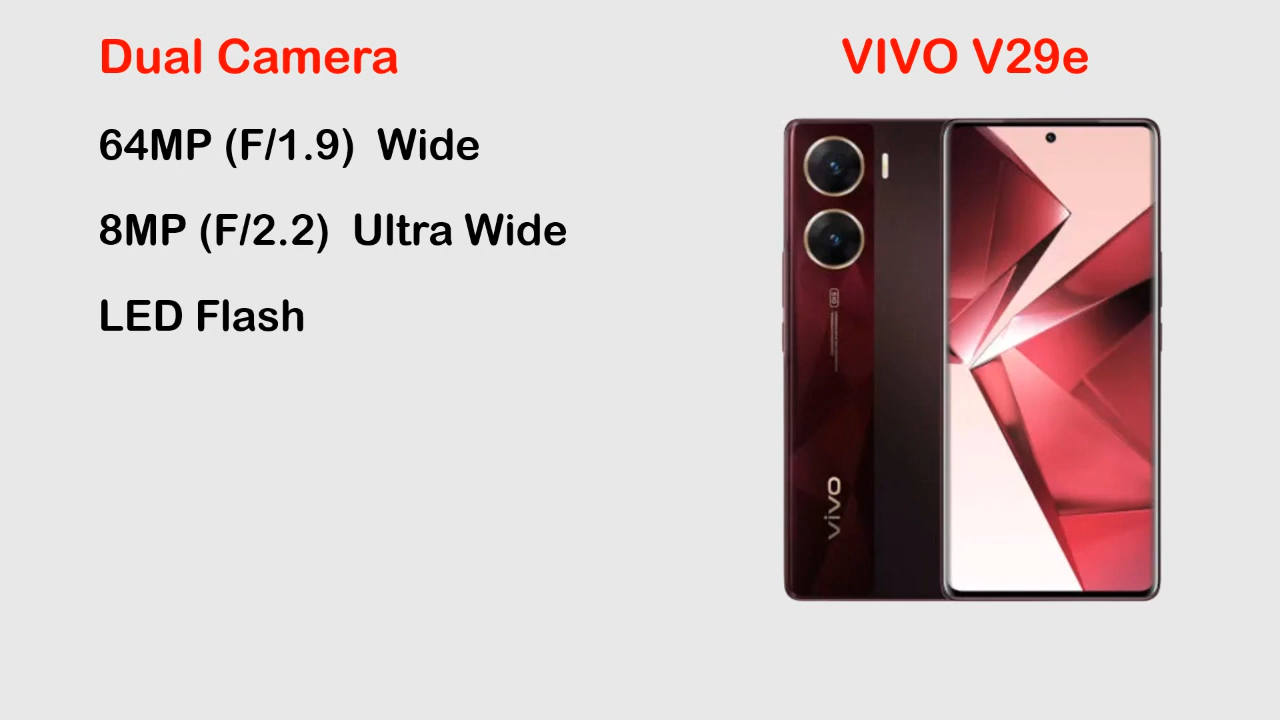 Dual Camera
VIVO V29e
64MP (F/1.9) Wide
8MP (F/2.2) Ultra Wide
LED Flash
vivo